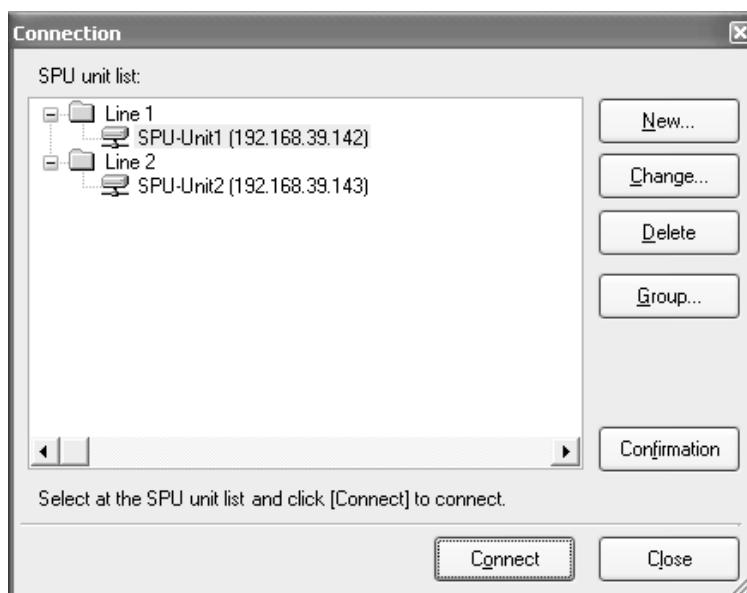 Connection
SPU unit list:
Line 1
SPU-Unit1 (192.168.39.142)
Line 2
SPU-Unit2 (192.168.39.143)
New...
Change...
Delete
Group...
Confirmation
Select at the SPU unit list and click [Connect] to connect.
Connect
Close